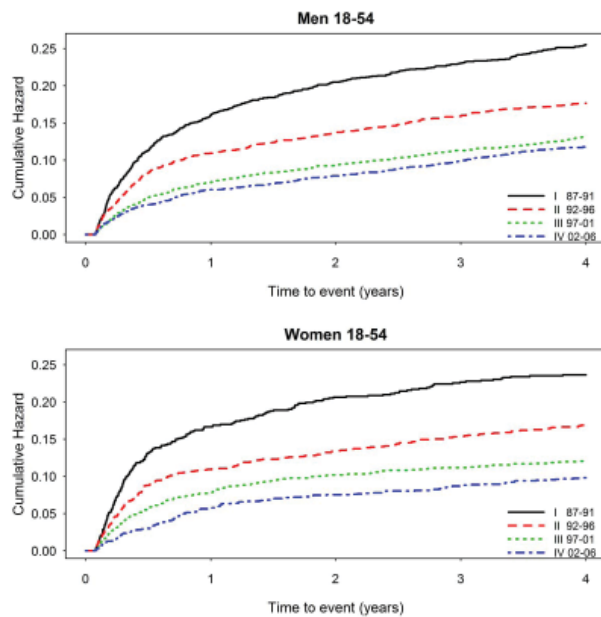 Men 18-54
0.25
0.20
0.15
0.10
0.05
0.00
Cumulative Hazard
I 87-91
II 92-96
III 97-01
IV 02-06
0 1 2 3 4
Time to event (years)
Women 18-54
0.25
0.20
0.15
0.10
0.05
0.00
Cumulative Hazard
I 87-91
II 92-96
III 97-01
IV 02-06
0 1 2 3 4
Time to event (years)